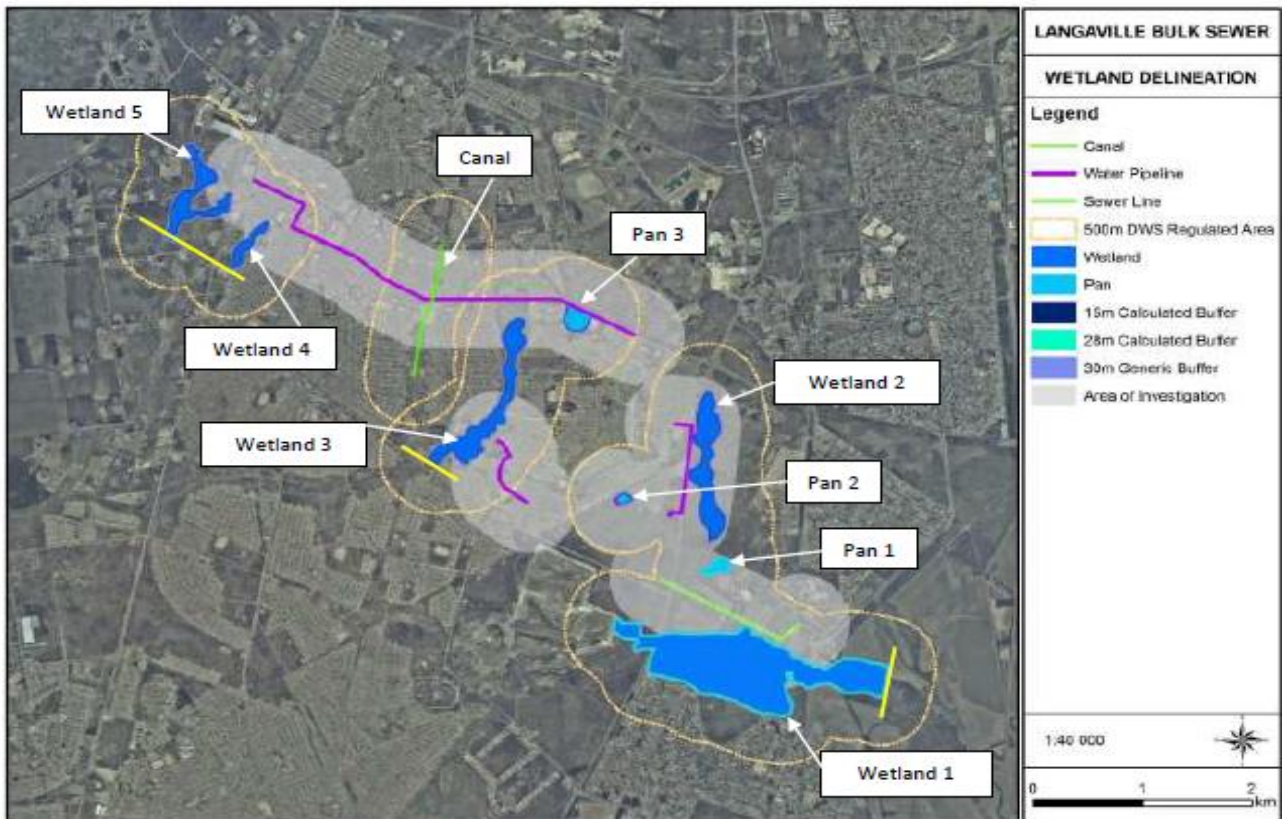 LANGAVILLE BULK SEWER
WETLAND DELINEATION
Legend
Canal
Water Pipeline
Sewer Line
500m DWS Regulated Area
Wetland
Pan
15m Calculated Buffer
28m Calculated Buffer
30m Generic Buffer
Area of Investigation
1:40 000
0 1 2
km
Wetland 5
Canal
Pan 3
Wetland 4
Wetland 2
Wetland 3
Pan 2
Pan 1
Wetland 1